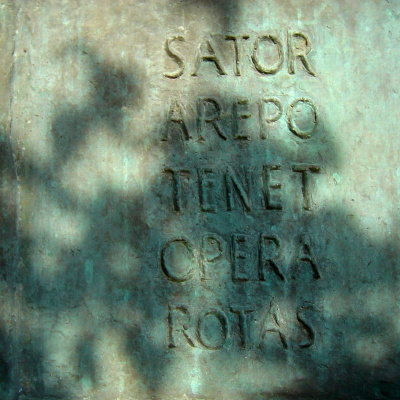 SATOR
AREPO
TENET
OPERA
ROTAS